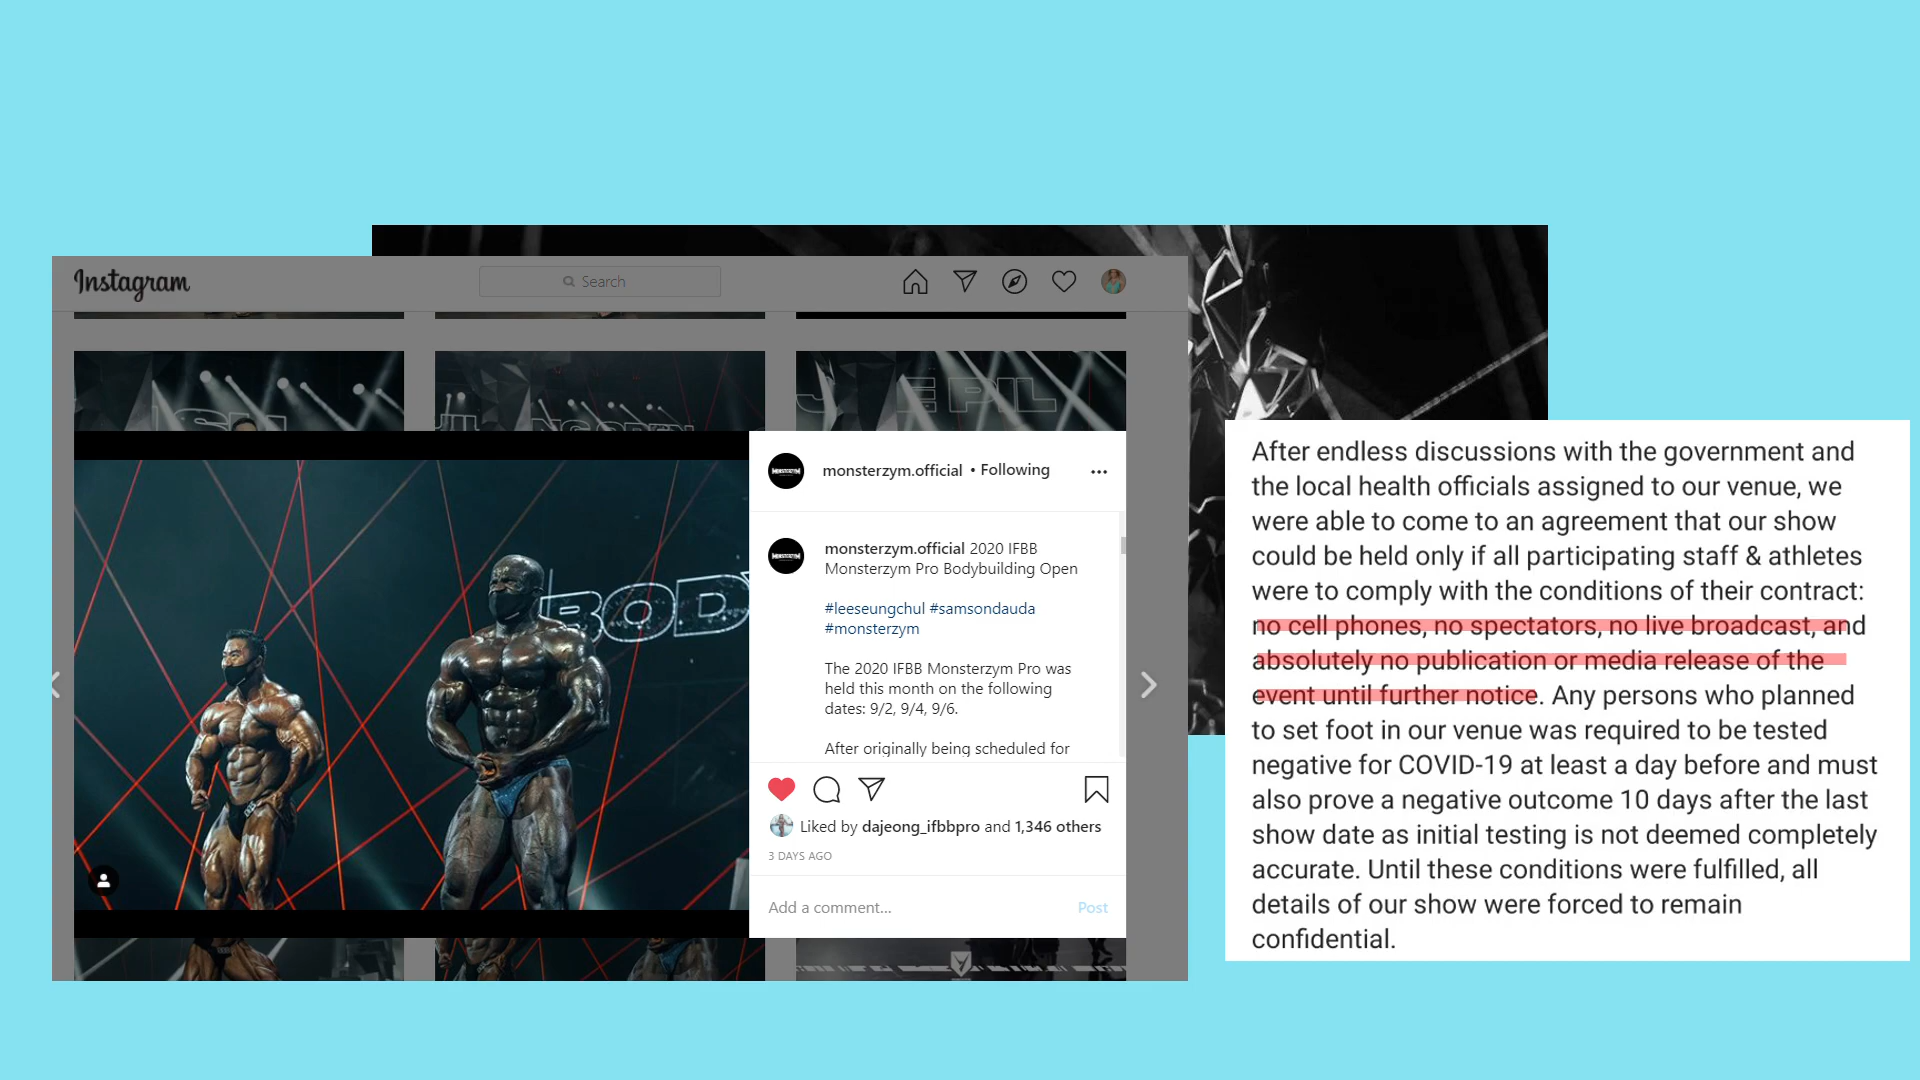 Instagram
Search
JE PIL
NG OPEN
BODY
MONSTERZYM
monsterzym.official • Following
MONSTERZYM
monsterzym.official 2020 IFBB
Monsterzym Pro Bodybuilding Open
#leeseungchul #samsondauda
#monsterzym
The 2020 IFBB Monsterzym Pro was
held this month on the following
dates: 9/2, 9/4, 9/6.
After originally being scheduled for
Liked by dajeong_ifbbpro and 1,346 others
3 DAYS AGO
Add a comment...
Post
After endless discussions with the government and
the local health officials assigned to our venue, we
were able to come to an agreement that our show
could be held only if all participating staff & athletes
were to comply with the conditions of their contract:
no cell phones, no spectators, no live broadcast, and
absolutely no publication or media release of the
event until further notice. Any persons who planned
to set foot in our venue was required to be tested
negative for COVID-19 at least a day before and must
also prove a negative outcome 10 days after the last
show date as initial testing is not deemed completely
accurate. Until these conditions were fulfilled, all
details of our show were forced to remain
confidential.